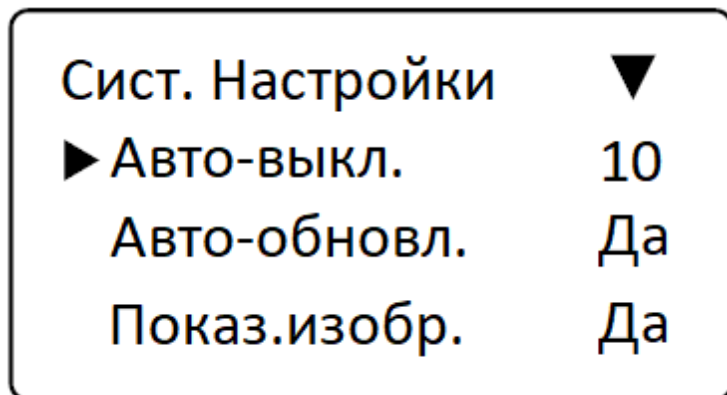 Сист. Настройки ▼
▶ Авто-выкл. 10
Авто-обновл. Да
Показ.изобр. Да